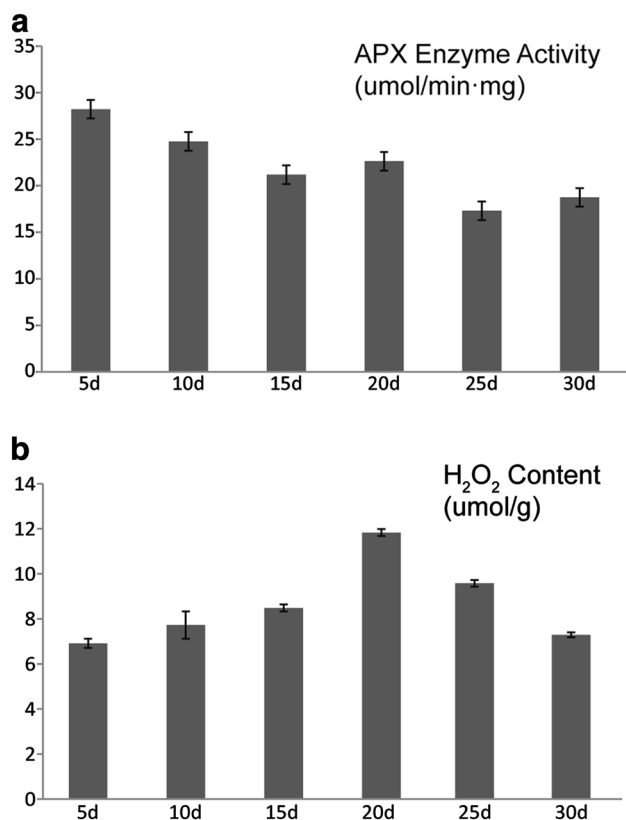 a
APX Enzyme Activity
(umol/min·mg)
35
30
25
20
15
10
5
0
5d 10d 15d 20d 25d 30d
b
H₂O₂ Content
(umol/g)
14
12
10
8
6
4
2
0
5d 10d 15d 20d 25d 30d